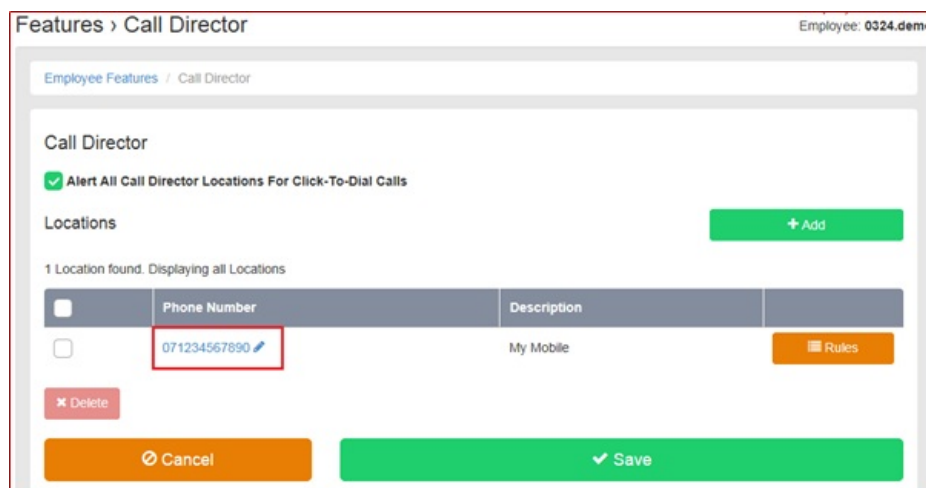 Features › Call Director
Employee: 0324.dem
Employee Features / Call Director
Call Director
Alert All Call Director Locations For Click-To-Dial Calls
Locations
+ Add
1 Location found. Displaying all Locations
Phone Number Description
071234567890 My Mobile Rules
Delete
Cancel Save